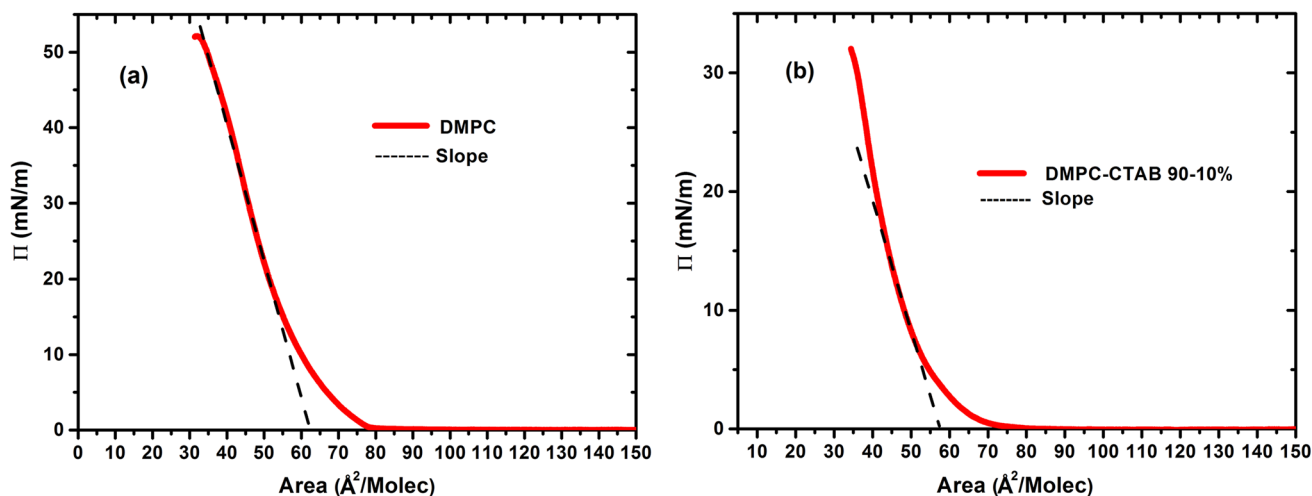 (a)
DMPC
Slope
Π (mN/m)
50
40
30
20
10
0
0 10 20 30 40 50 60 70 80 90 100 110 120 130 140 150
Area (Å²/Molec)
(b)
DMPC-CTAB 90-10%
Slope
Π (mN/m)
30
20
10
0
10 20 30 40 50 60 70 80 90 100 110 120 130 140 150
Area (Å²/Molec)